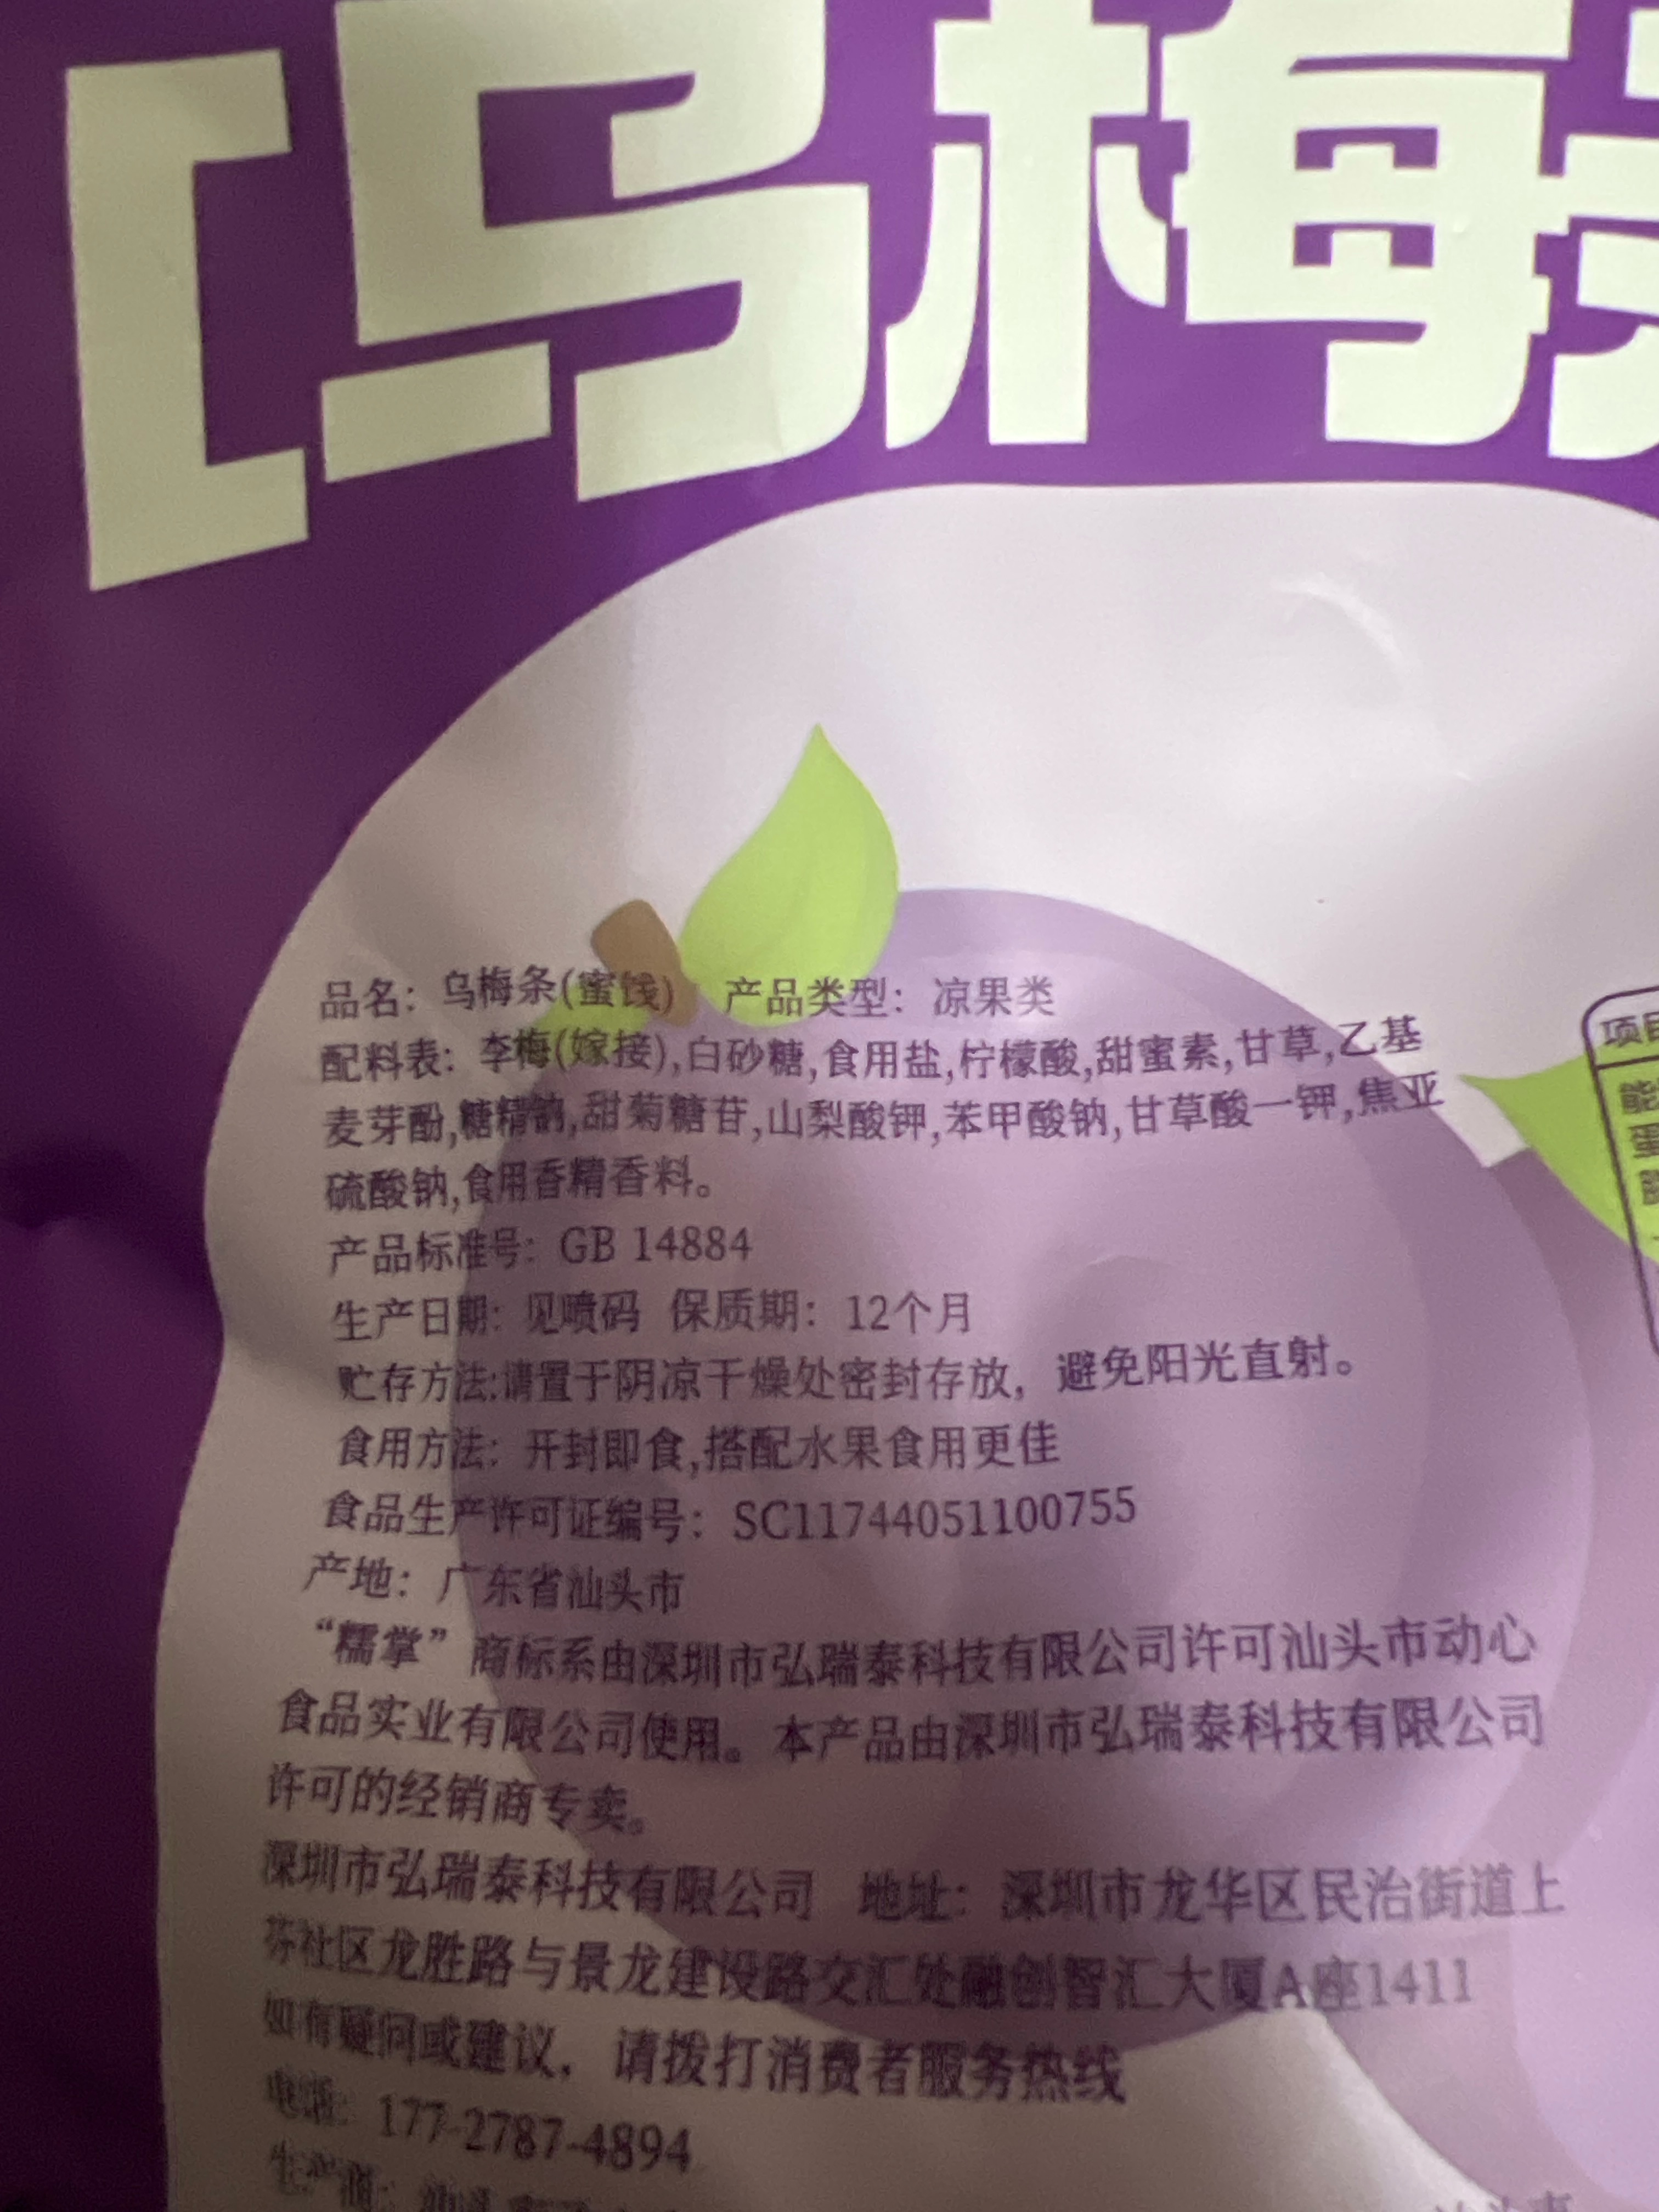 【乌梅
品名：乌梅条(蜜饯) 产品类型：凉果类
配料表：李梅(嫁接),白砂糖,食用盐,柠檬酸,甜蜜素,甘草,乙基
麦芽酚,糖精钠,甜菊糖苷,山梨酸钾,苯甲酸钠,甘草酸一钾,焦亚
硫酸钠,食用香精香料。
产品标准号：GB 14884
生产日期：见喷码 保质期：12个月
贮存方法:请置于阴凉干燥处密封存放，避免阳光直射。
食用方法：开封即食,搭配水果食用更佳
食品生产许可证编号：SC11744051100755
产地：广东省汕头市
“糯掌”商标系由深圳市弘瑞泰科技有限公司许可汕头市动心
食品实业有限公司使用。本产品由深圳市弘瑞泰科技有限公司
许可的经销商专卖。
深圳市弘瑞泰科技有限公司 地址：深圳市龙华区民治街道上
芬社区龙胜路与景龙建设路交汇处融创智汇大厦A座1411
如有疑问或建议，请拨打消费者服务热线
电话：177-2787-4894
生产商：汕头
项目
能
蛋